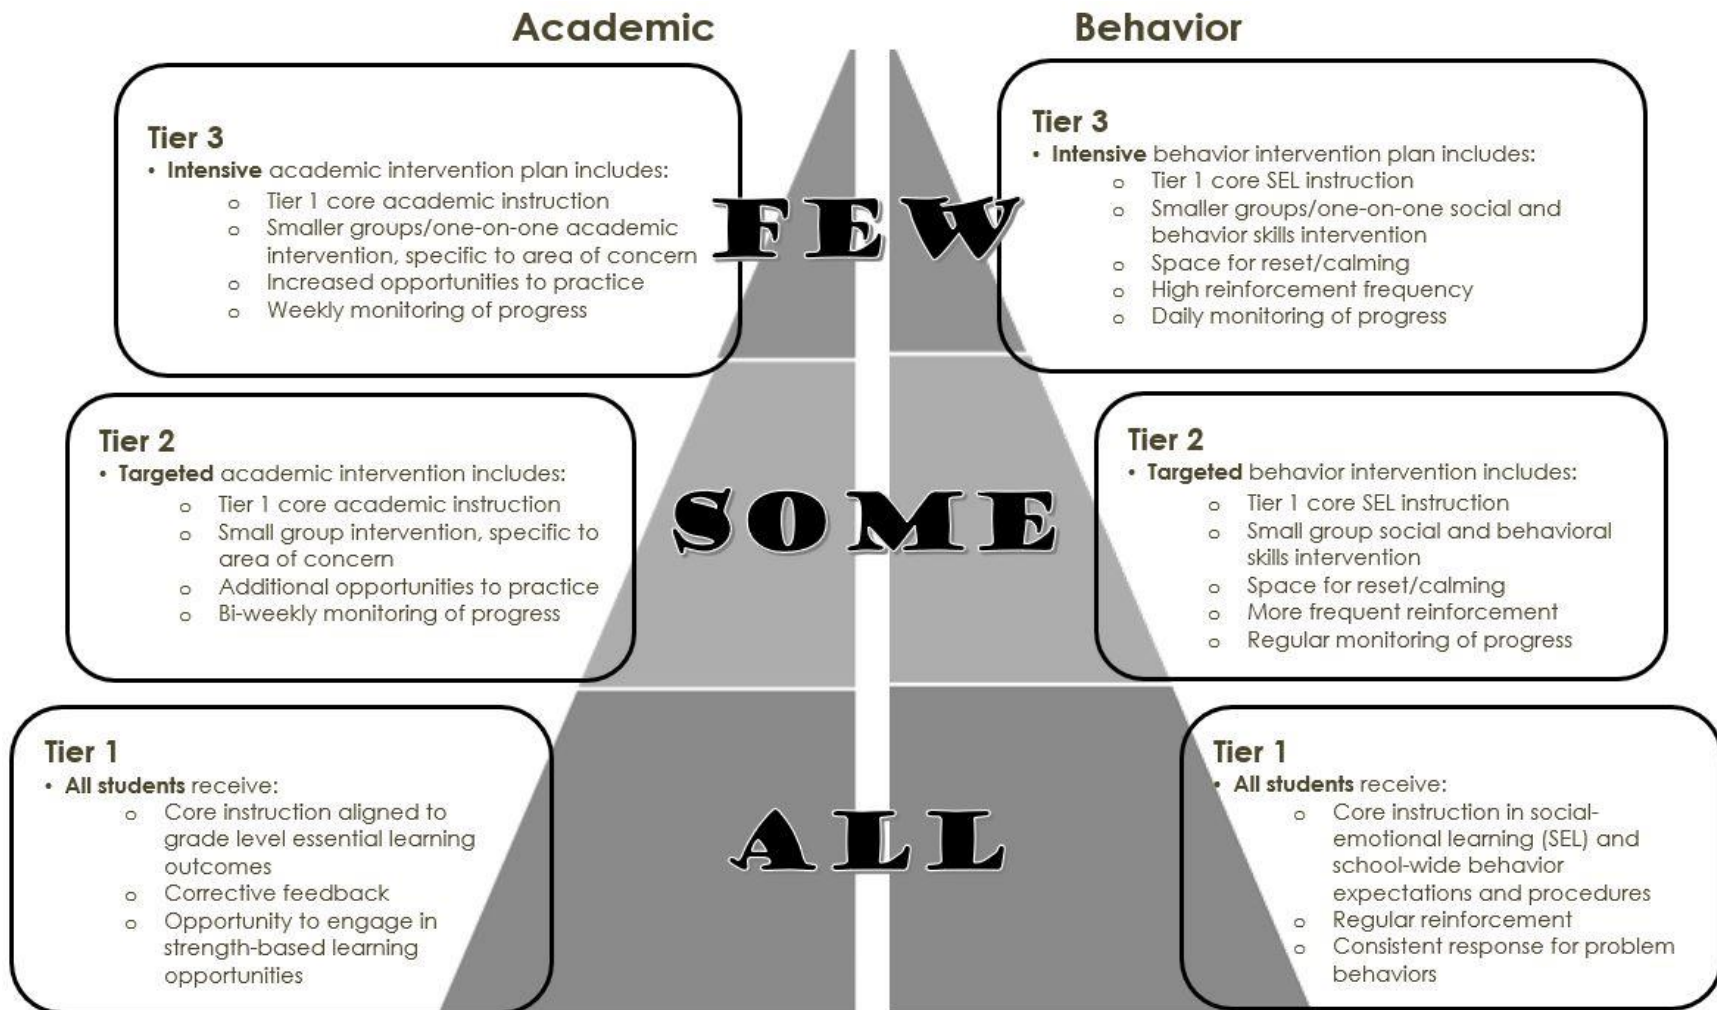 Academic
Behavior
Tier 3
• Intensive academic intervention plan includes:
o Tier 1 core academic instruction
o Smaller groups/one-on-one academic
intervention, specific to area of concern
o Increased opportunities to practice
o Weekly monitoring of progress
FEW
Tier 3
• Intensive behavior intervention plan includes:
o Tier 1 core SEL instruction
o Smaller groups/one-on-one social and
behavior skills intervention
o Space for reset/calming
o High reinforcement frequency
o Daily monitoring of progress
Tier 2
• Targeted academic intervention includes:
o Tier 1 core academic instruction
o Small group intervention, specific to
area of concern
o Additional opportunities to practice
o Bi-weekly monitoring of progress
SOME
Tier 2
• Targeted behavior intervention includes:
o Tier 1 core SEL instruction
o Small group social and behavioral
skills intervention
o Space for reset/calming
o More frequent reinforcement
o Regular monitoring of progress
Tier 1
• All students receive:
o Core instruction aligned to
grade level essential learning
outcomes
o Corrective feedback
o Opportunity to engage in
strength-based learning
opportunities
ALL
Tier 1
• All students receive:
o Core instruction in social-
emotional learning (SEL) and
school-wide behavior
expectations and procedures
o Regular reinforcement
o Consistent response for problem
behaviors